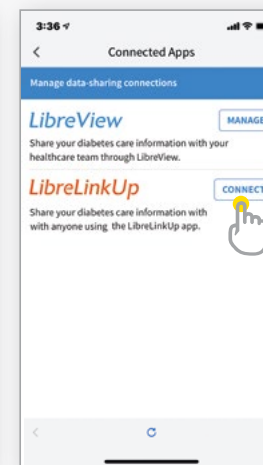 3:36
Connected Apps
Manage data-sharing connections
LibreView
MANAGE
Share your diabetes care information with your
healthcare team through LibreView.
LibreLinkUp
CONNECT
Share your diabetes care information with
with anyone using the LibreLinkUp app.